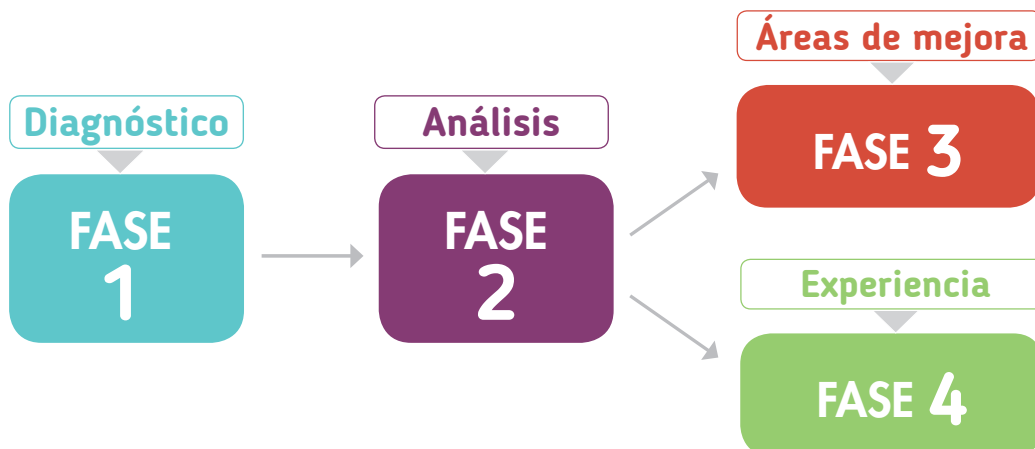 Diagnóstico
FASE
1
Análisis
FASE
2
Áreas de mejora
FASE 3
Experiencia
FASE 4